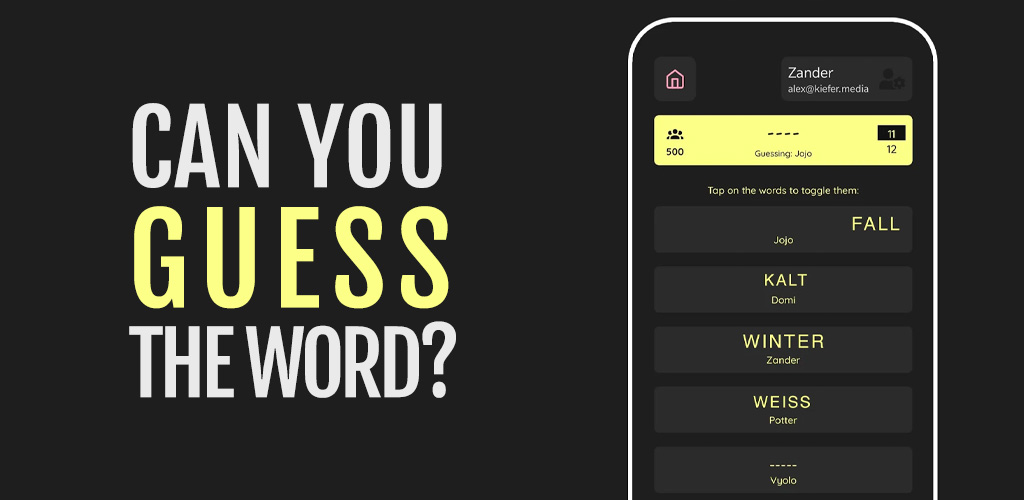 CAN YOU
GUESS
THE WORD?
Zander
alex@kiefer.media
500
----
Guessing: Jojo
11
12
Tap on the words to toggle them:
FALL
Jojo
KALT
Domi
WINTER
Zander
WEISS
Potter
-----
Vyolo